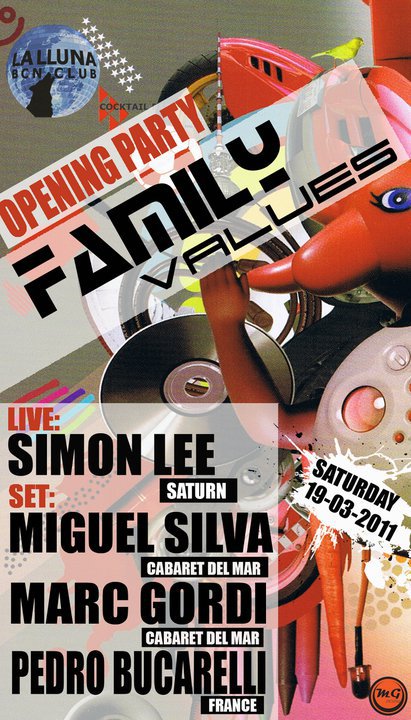 LA LLUNA
BCN CLUB
COCKTAIL
OPENING PARTY
FAMILY
VALUES
LIVE:
SIMON LEE
SATURN
SET:
MIGUEL SILVA
CABARET DEL MAR
MARC GORDI
CABARET DEL MAR
PEDRO BUCARELLI
FRANCE
SATURDAY
19-03-2011
MG